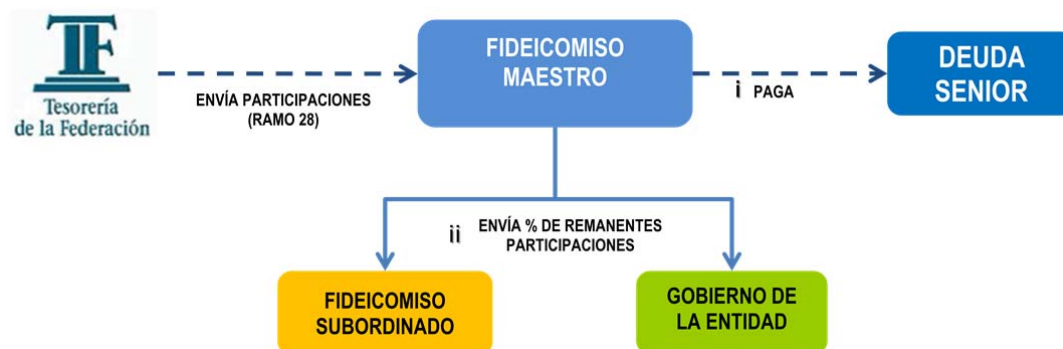 TF
Tesorería
de la Federación
ENVÍA PARTICIPACIONES
(RAMO 28)
FIDEICOMISO
MAESTRO
i PAGA
DEUDA
SENIOR
ii ENVÍA % DE REMANENTES
PARTICIPACIONES
FIDEICOMISO
SUBORDINADO
GOBIERNO DE
LA ENTIDAD